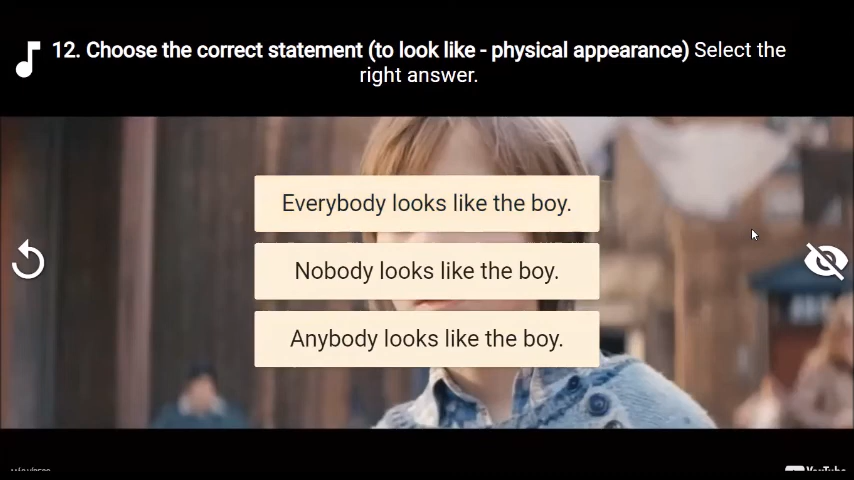 12. Choose the correct statement (to look like - physical appearance) Select the
right answer.
Everybody looks like the boy.
Nobody looks like the boy.
Anybody looks like the boy.
YouTube